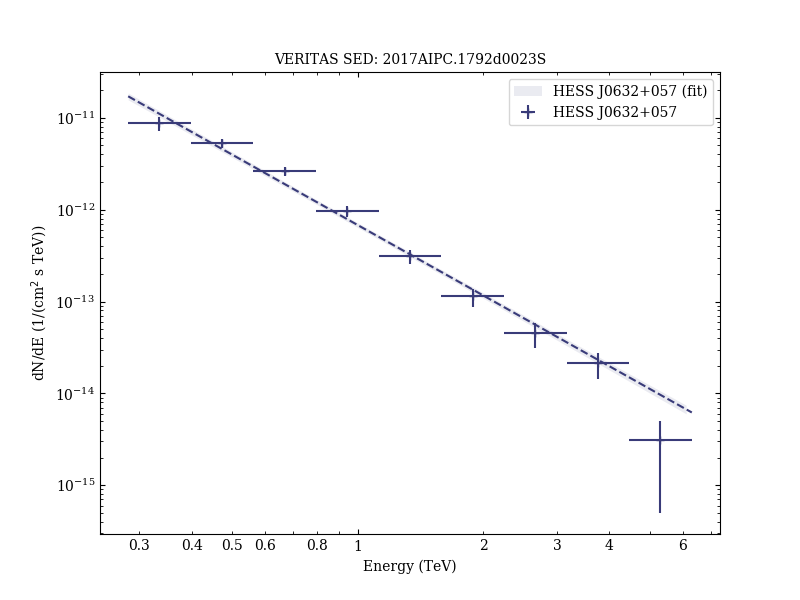 VERITAS SED: 2017AIPC.1792d0023S
HESS J0632+057 (fit)
HESS J0632+057
dN/dE (1/(cm² s TeV))
10⁻¹¹
10⁻¹²
10⁻¹³
10⁻¹⁴
10⁻¹⁵
0.3 0.4 0.5 0.6 0.8 1 2 3 4 6
Energy (TeV)